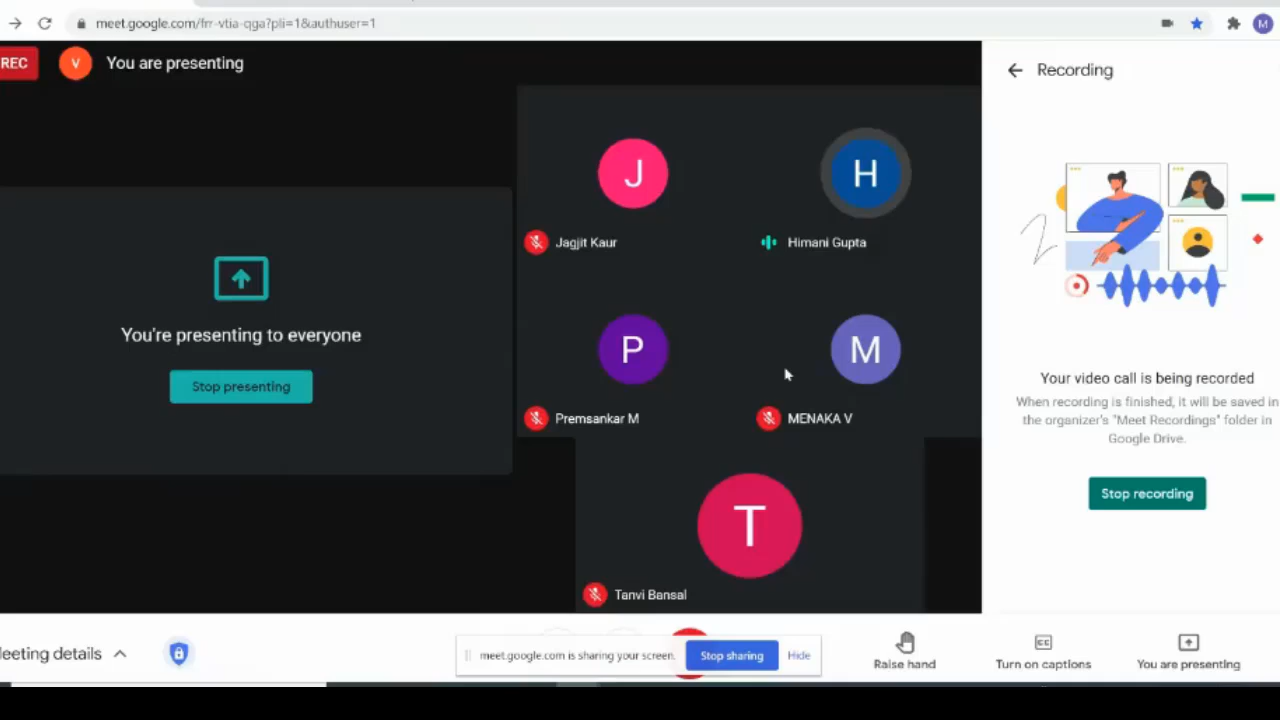 meet.google.com/frr-vtia-qga?pli=1&authuser=1
M
REC
V
You are presenting
Recording
J
H
Jagjit Kaur
Himani Gupta
You're presenting to everyone
Stop presenting
P
M
Premsankar M
MENAKA V
Your video call is being recorded
When recording is finished, it will be saved in
the organizer's "Meet Recordings" folder in
Google Drive.
Stop recording
T
Tanvi Bansal
leeting details
meet.google.com is sharing your screen.
Stop sharing
Hide
Raise hand
CC
Turn on captions
You are presenting